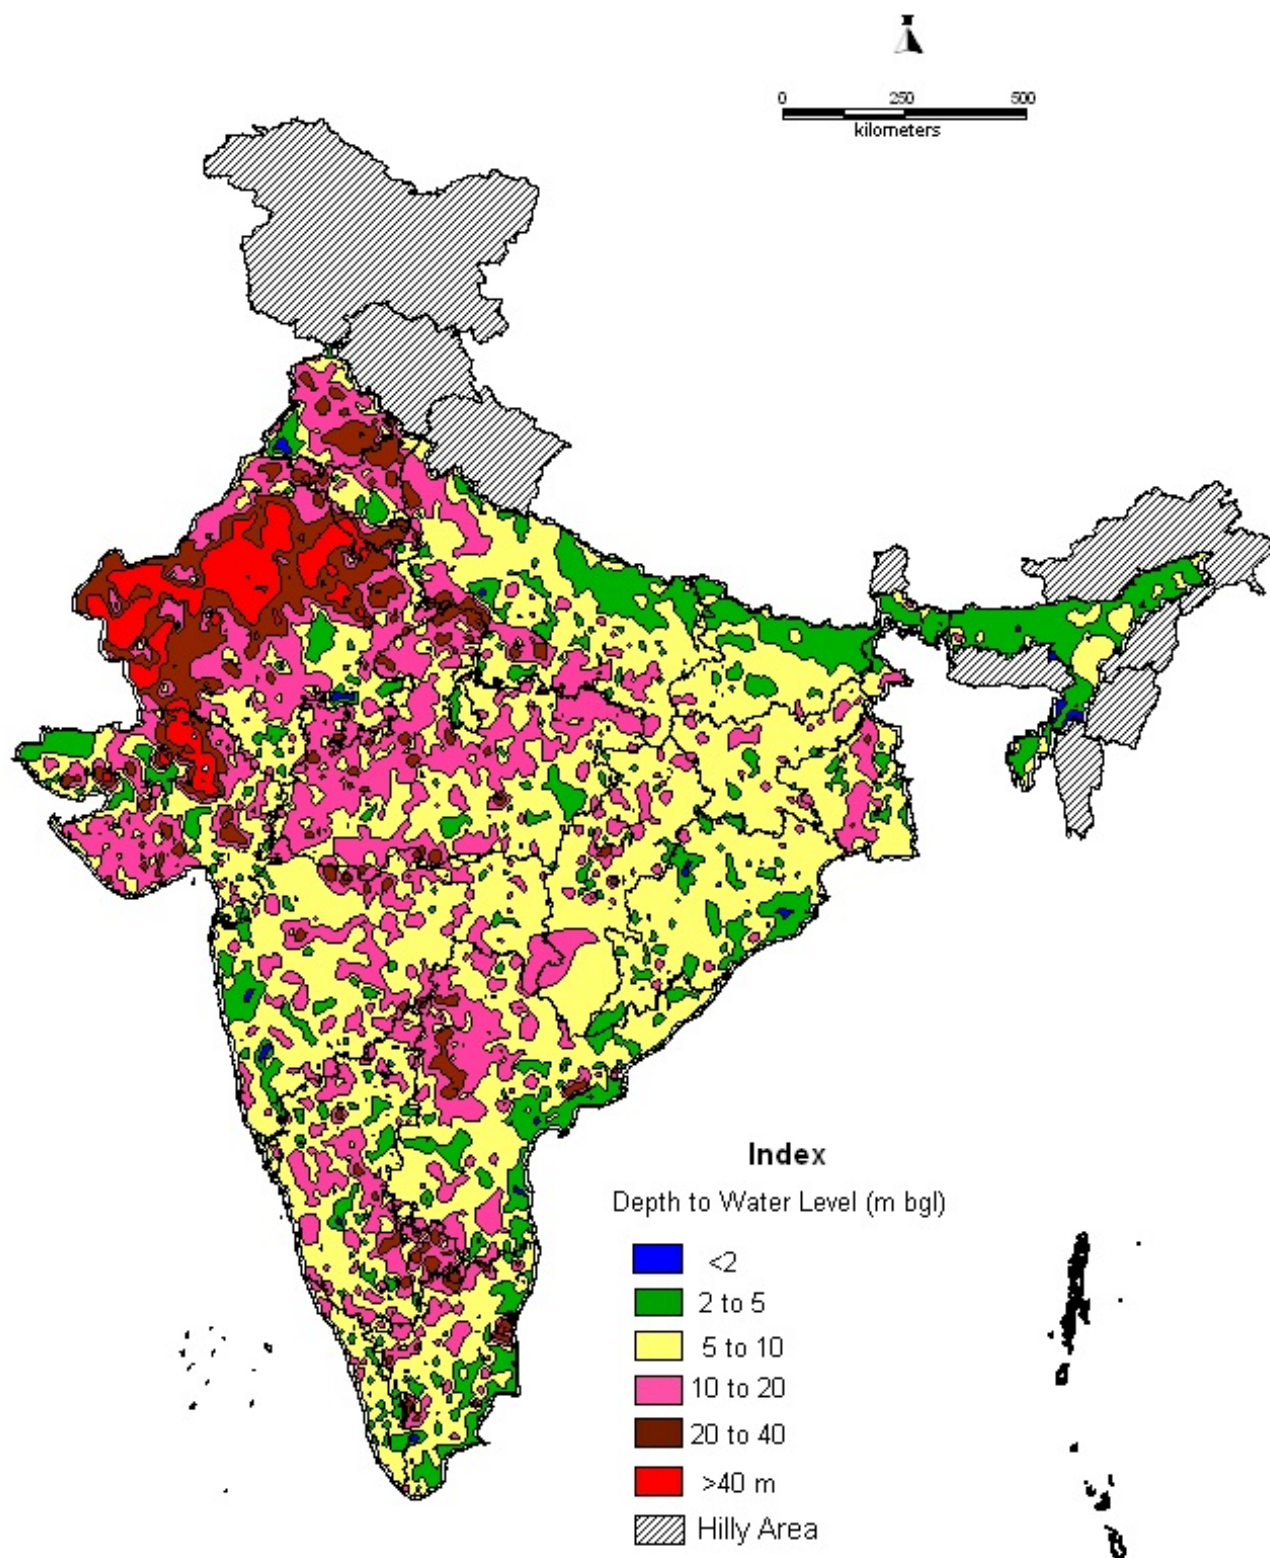 N
0 250 500
kilometers
Index
Depth to Water Level (m bgl)
<2
2 to 5
5 to 10
10 to 20
20 to 40
>40 m
Hilly Area